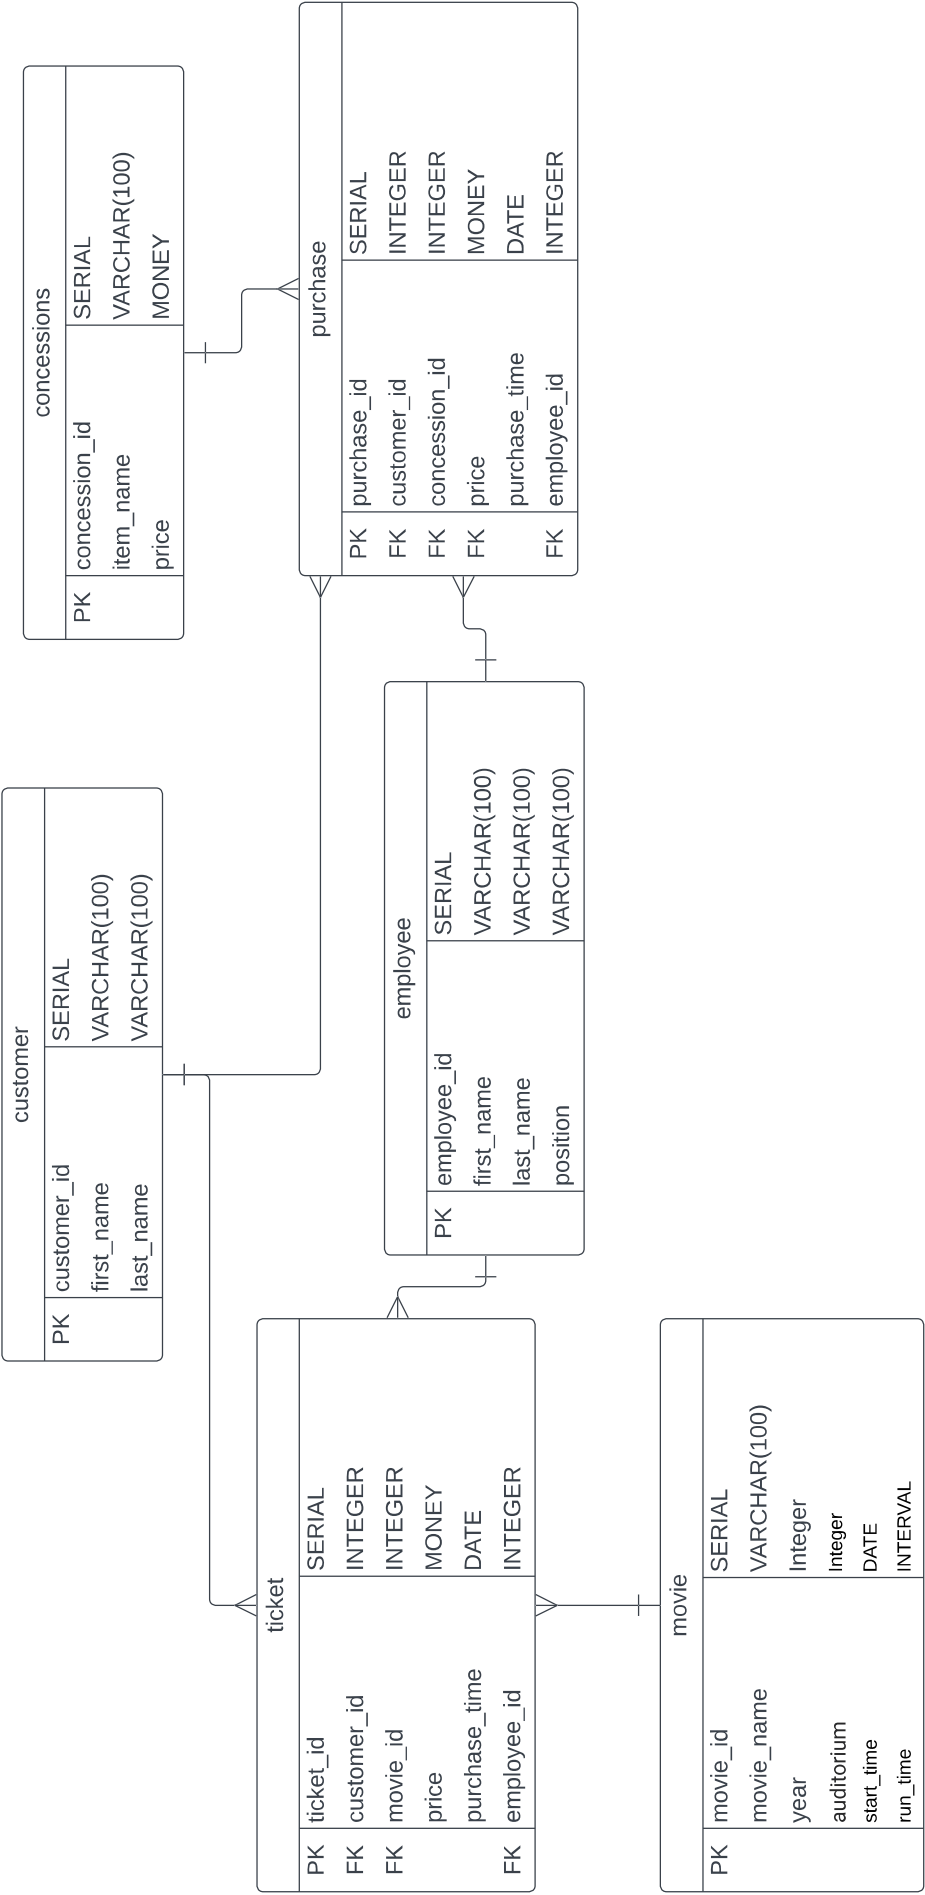 concessions
PK concession_id SERIAL
item_name VARCHAR(100)
price MONEY
purchase
PK purchase_id SERIAL
FK customer_id INTEGER
FK concession_id INTEGER
FK price MONEY
purchase_time DATE
FK employee_id INTEGER
customer
PK customer_id SERIAL
first_name VARCHAR(100)
last_name VARCHAR(100)
employee
PK employee_id SERIAL
first_name VARCHAR(100)
last_name VARCHAR(100)
position VARCHAR(100)
ticket
PK ticket_id SERIAL
FK customer_id INTEGER
FK movie_id INTEGER
price MONEY
purchase_time DATE
FK employee_id INTEGER
movie
PK movie_id SERIAL
movie_name VARCHAR(100)
year Integer
auditorium Integer
start_time DATE
run_time INTERVAL